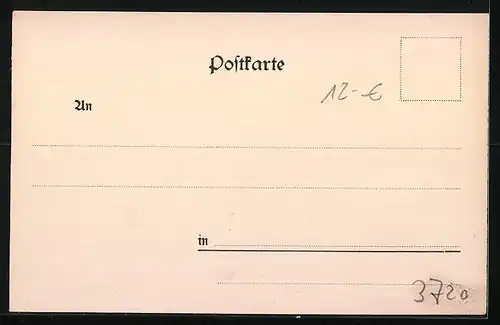 Postkarte
12-€
An
in
3720